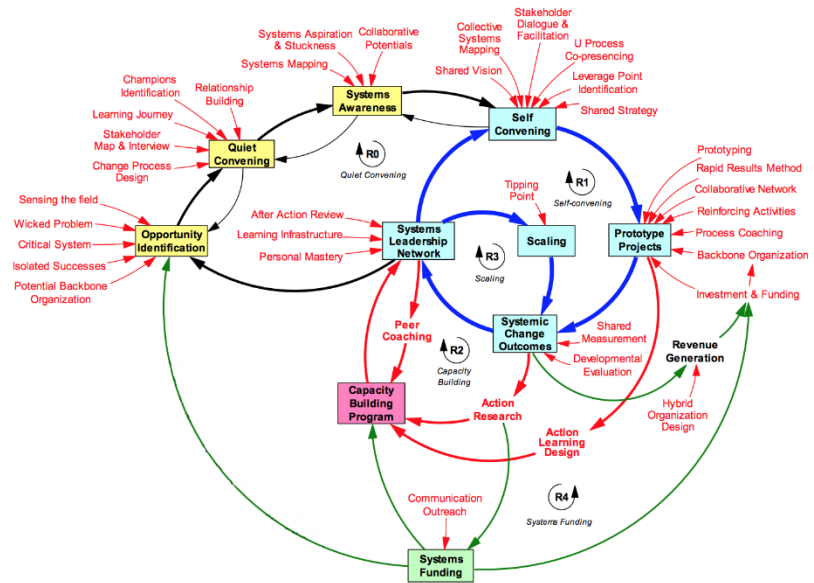 Systems Aspiration
& Stuckness
Collaborative
Potentials
Systems Mapping
Champions
Identification
Relationship
Building
Learning Journey
Stakeholder
Map & Interview
Change Process
Design
Systems
Awareness
Quiet
Convening
Collective
Systems
Mapping
Stakeholder
Dialogue &
Facilitation
U Process
Co-presencing
Shared Vision
Leverage Point
Identification
Shared Strategy
Self
Convening
R0
Quiet Convening
R1
Self-convening
Sensing the field
Wicked Problem
Critical System
Isolated Successes
Potential Backbone
Organization
Opportunity
Identification
After Action Review
Learning Infrastructure
Personal Mastery
Systems
Leadership
Network
Tipping
Point
Scaling
R3
Scaling
Prototyping
Rapid Results Method
Collaborative Network
Reinforcing Activities
Process Coaching
Backbone Organization
Investment & Funding
Prototype
Projects
Systemic
Change
Outcomes
Shared
Measurement
Developmental
Evaluation
Revenue
Generation
Hybrid
Organization
Design
Peer
Coaching
R2
Capacity
Building
Capacity
Building
Program
Action
Research
Action
Learning
Design
R4
Systems Funding
Communication
Outreach
Systems
Funding